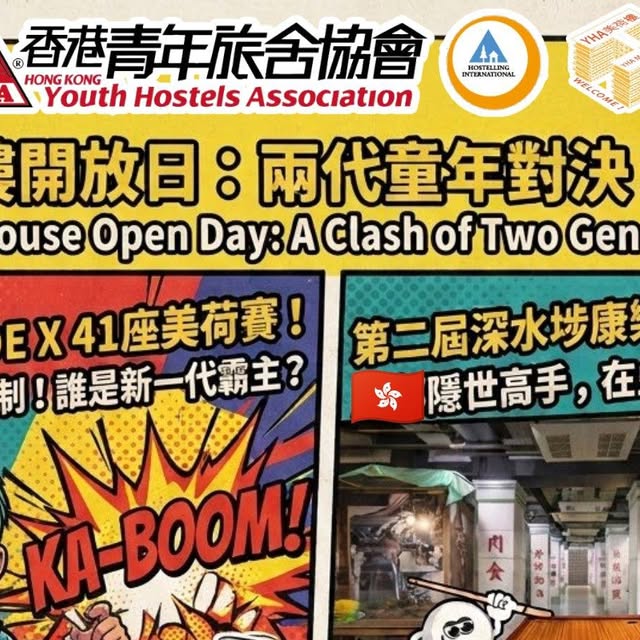 香港青年旅舍協會
HONG KONG
Youth Hostels Association
HOSTELLING
INTERNATIONAL
WELCOME!
開放日：兩代童年對決
ouse Open Day: A Clash of Two Gen
E X 41座美荷賽！
制！誰是新一代霸主？
KA-BOOM!
第二屆深水埗康樂
隱世高手，在
肉食